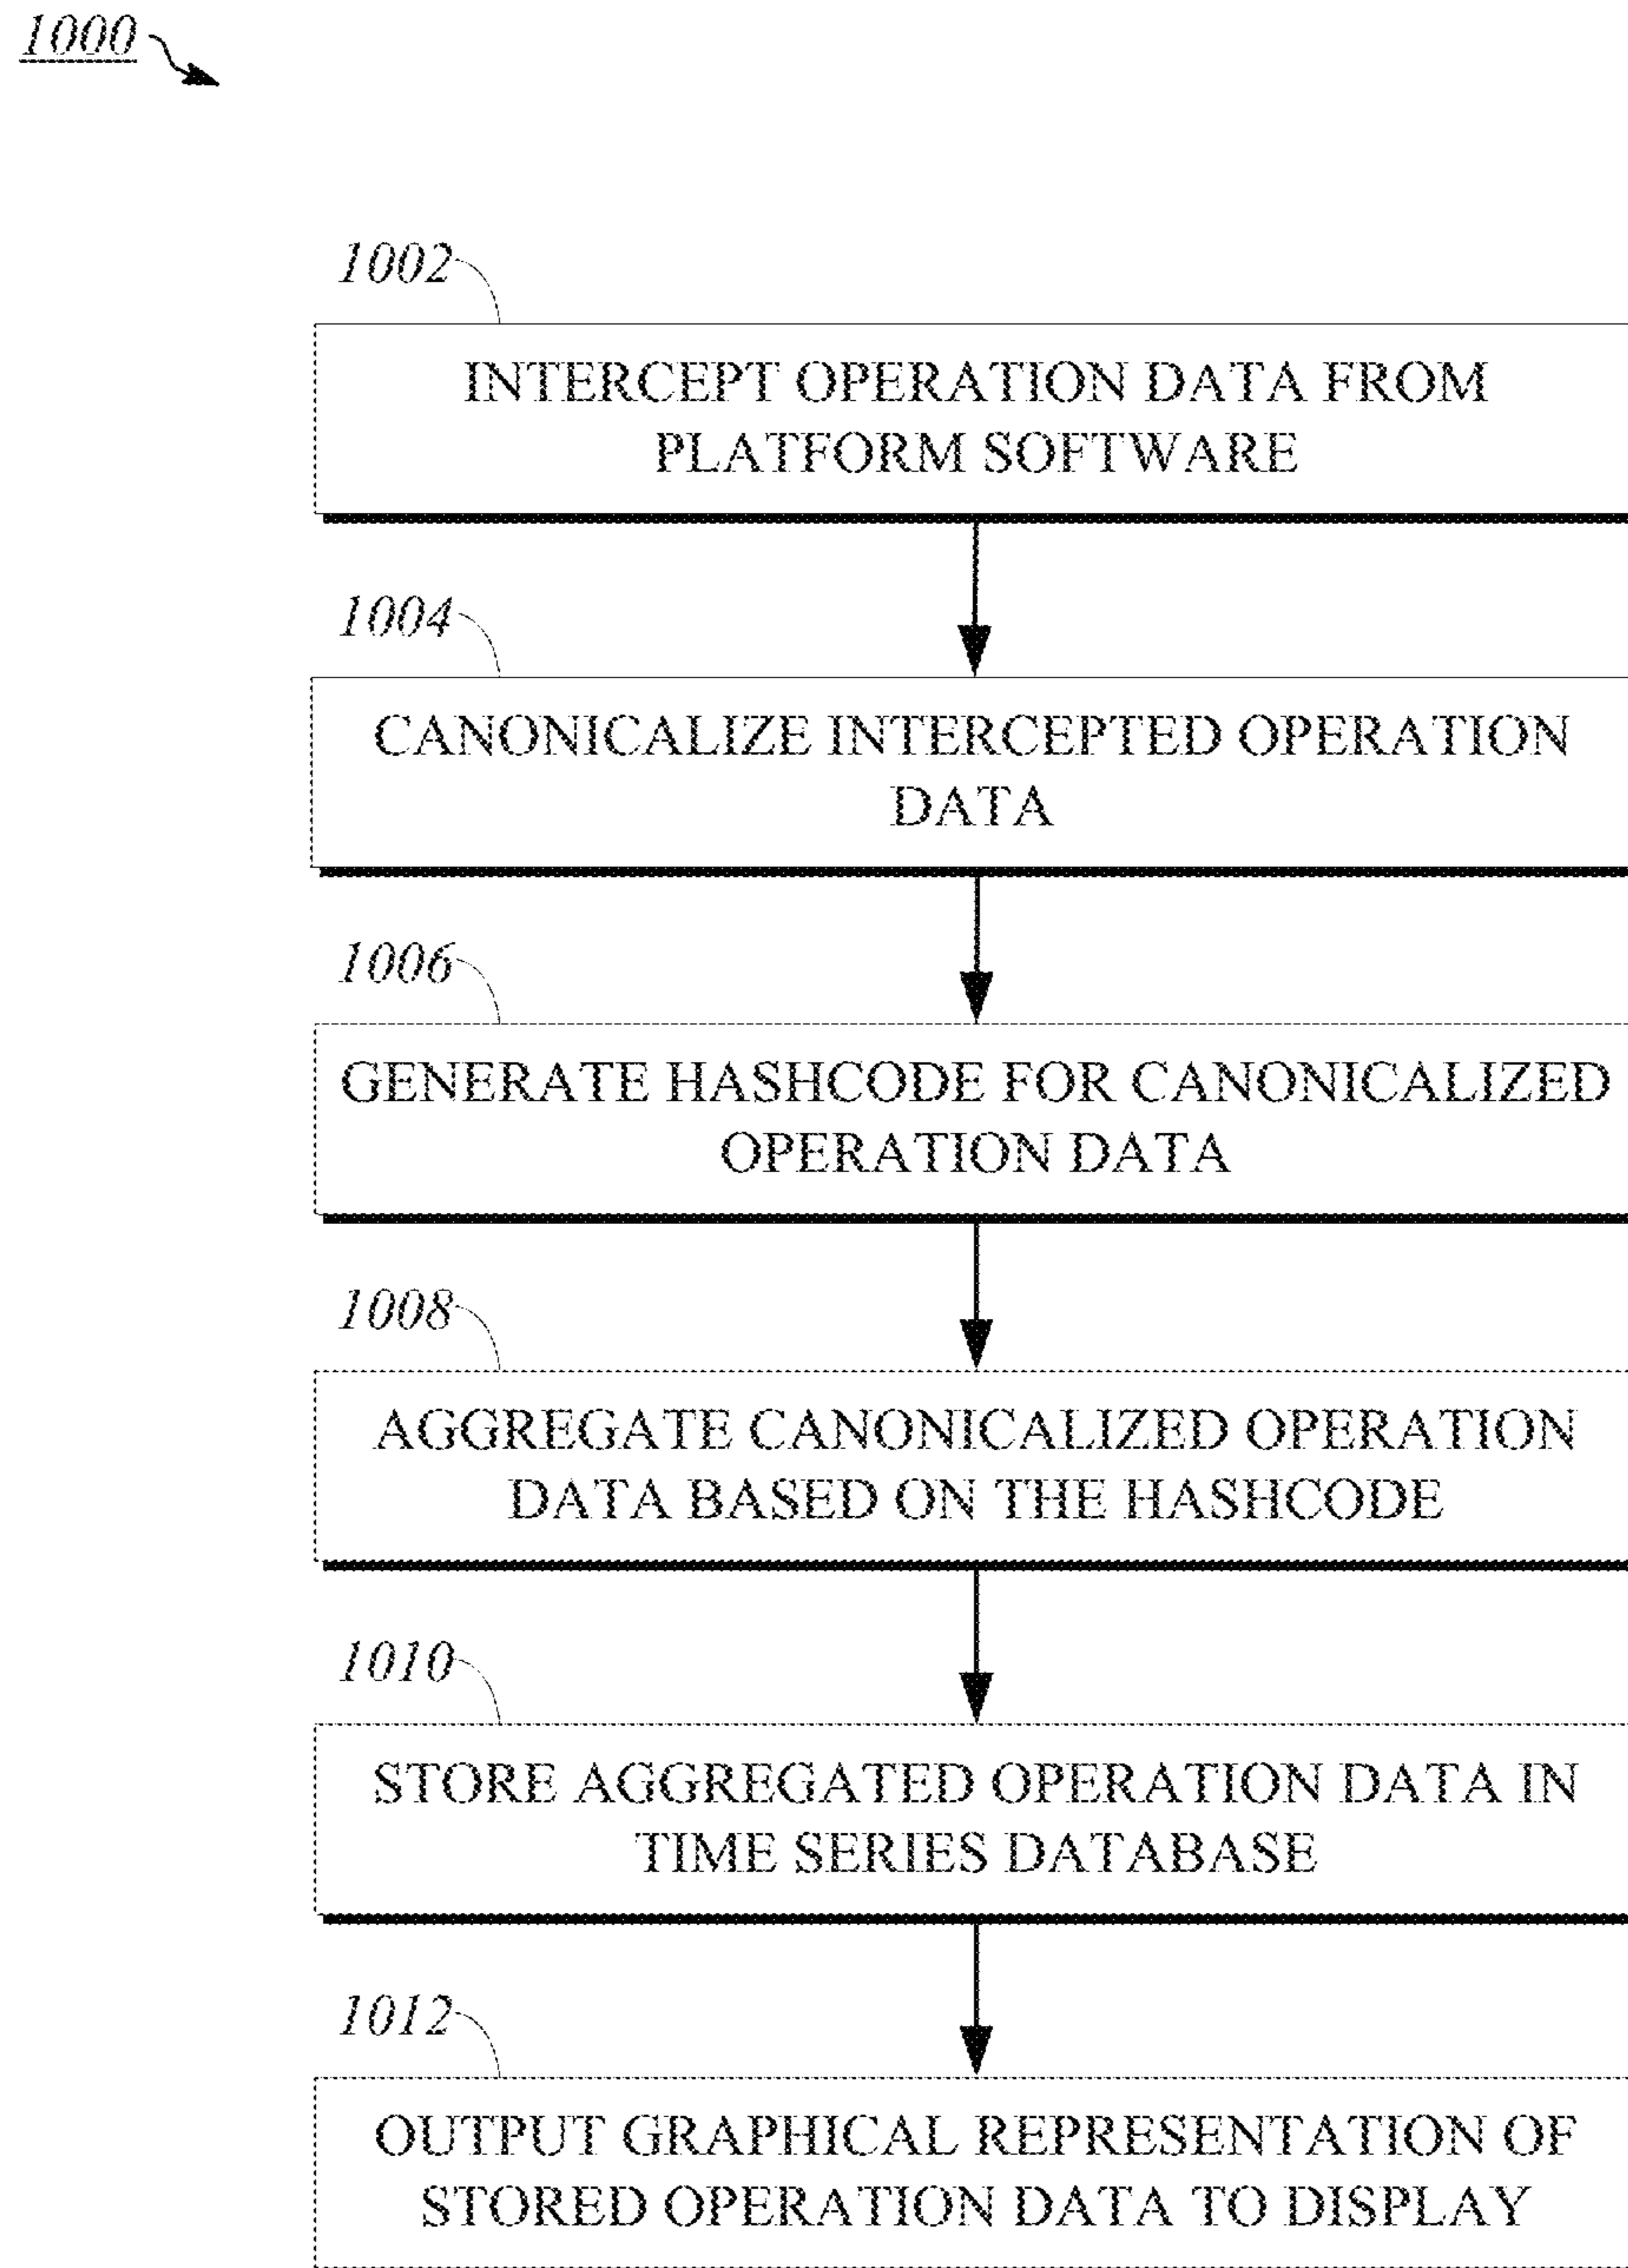 1000
1002
INTERCEPT OPERATION DATA FROM
PLATFORM SOFTWARE
1004
CANONICALIZE INTERCEPTED OPERATION
DATA
1006
GENERATE HASHCODE FOR CANONICALIZED
OPERATION DATA
1008
AGGREGATE CANONICALIZED OPERATION
DATA BASED ON THE HASHCODE
1010
STORE AGGREGATED OPERATION DATA IN
TIME SERIES DATABASE
1012
OUTPUT GRAPHICAL REPRESENTATION OF
STORED OPERATION DATA TO DISPLAY